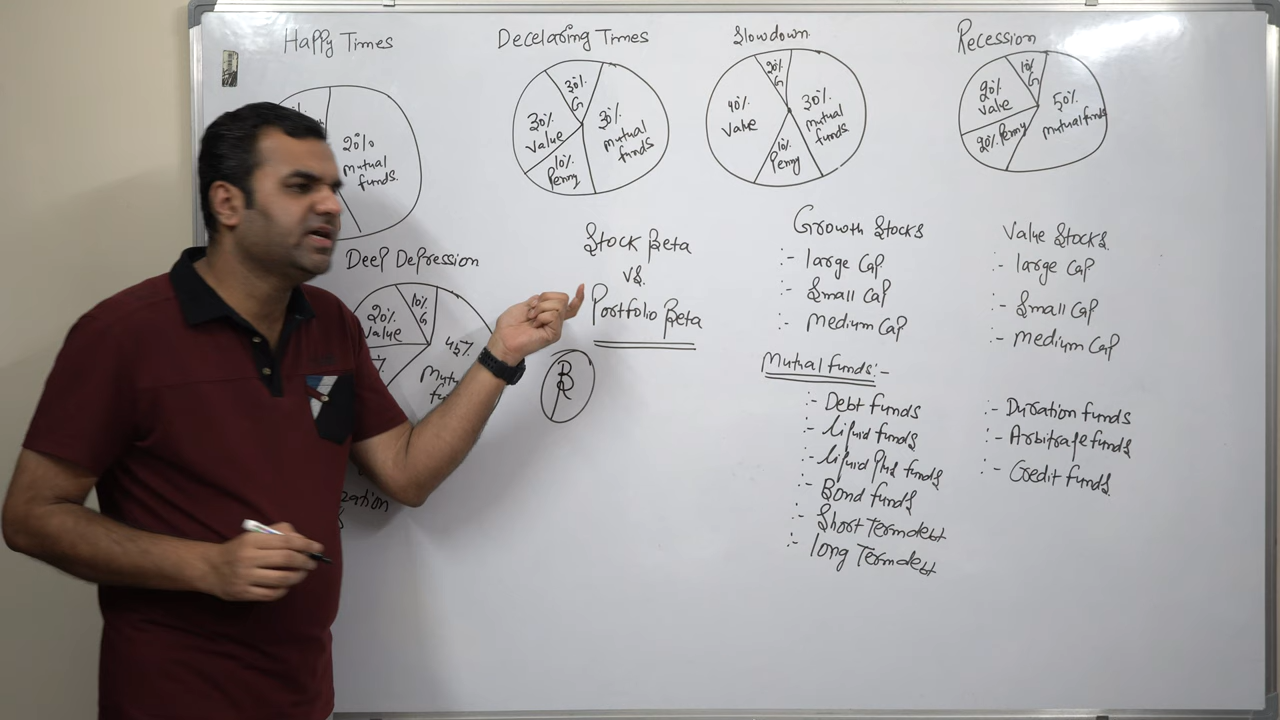 Happy Times
20%
mutual
funds.
Decelaring Times
30%
G
30%
Value
30%
mutual
funds
10%
Penny
Slowdown
20%
G
40%
Value
30%
mutual
funds
10%
Penny
Recession
10%
G
20%
Value
50%
mutual funds
20% Penny
Deep Depression
20%
Value
10%
G
45%
Stock Beta
vs.
Portfolio Beta
Growth Stocks
:- large Cap
:- Small Cap
:- Medium Cap
Value Stocks.
:- large Cap
:- Small Cap
:- Medium Cap
Mutual funds:-
:- Debt funds
:- liquid funds
:- liquid plus funds
:- Bond funds
:- Short Term debt
:- long Term debt
:- Duration funds
:- Arbitrage funds
:- Credit funds.